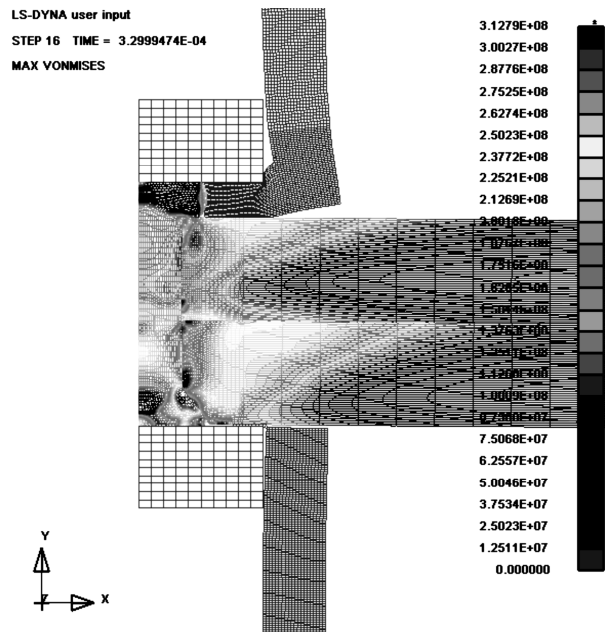 LS-DYNA user input
STEP 16 TIME = 3.2999474E-04
MAX VONMISES
3.1279E+08
3.0027E+08
2.8776E+08
2.7525E+08
2.6274E+08
2.5023E+08
2.3772E+08
2.2521E+08
2.1269E+08
1.0009E+08
7.5068E+07
6.2557E+07
5.0046E+07
3.7534E+07
2.5023E+07
1.2511E+07
0.000000
*
Y
Z
X